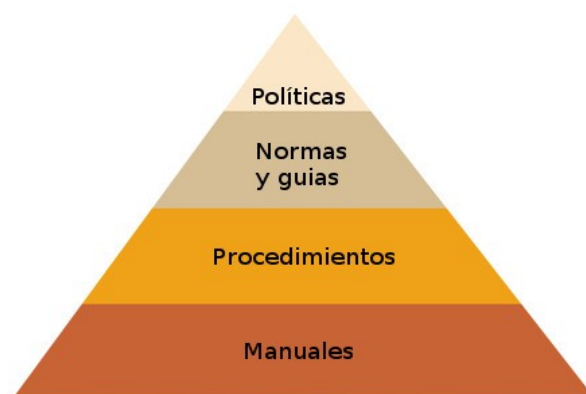 Políticas
Normas
y guias
Procedimientos
Manuales